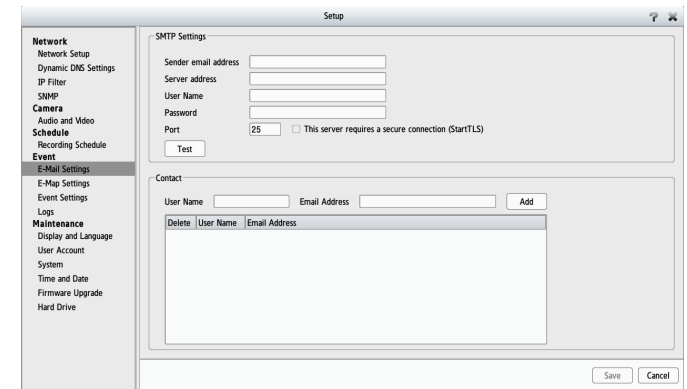 Setup
?
Network
Network Setup
Dynamic DNS Settings
IP Filter
SNMP
Camera
Audio and Video
Schedule
Recording Schedule
Event
E-Mail Settings
E-Map Settings
Event Settings
Logs
Maintenance
Display and Language
User Account
System
Time and Date
Firmware Upgrade
Hard Drive
SMTP Settings
Sender email address
Server address
User Name
Password
Port 25 This server requires a secure connection (StartTLS)
Test
Contact
User Name Email Address Add
Delete User Name Email Address
Save Cancel